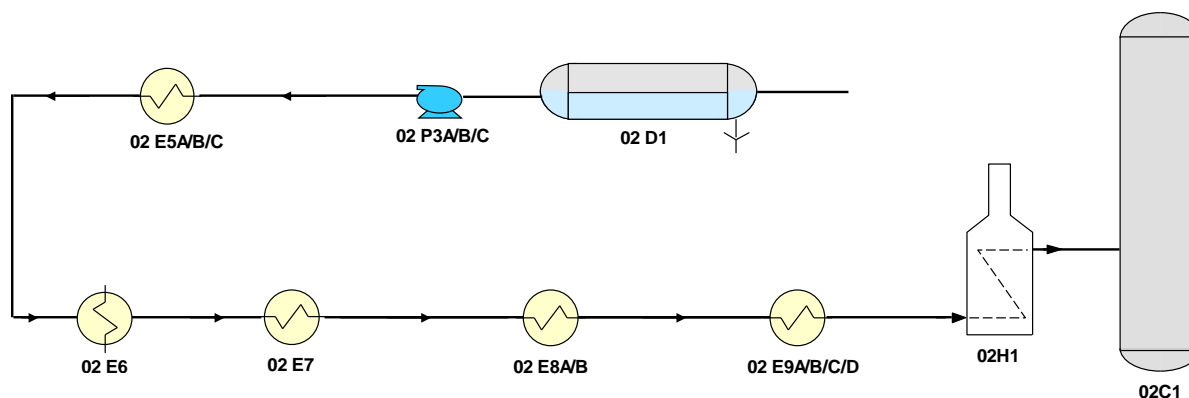 02 E5A/B/C
02 P3A/B/C
02 D1
02 E6
02 E7
02 E8A/B
02 E9A/B/C/D
02H1
02C1